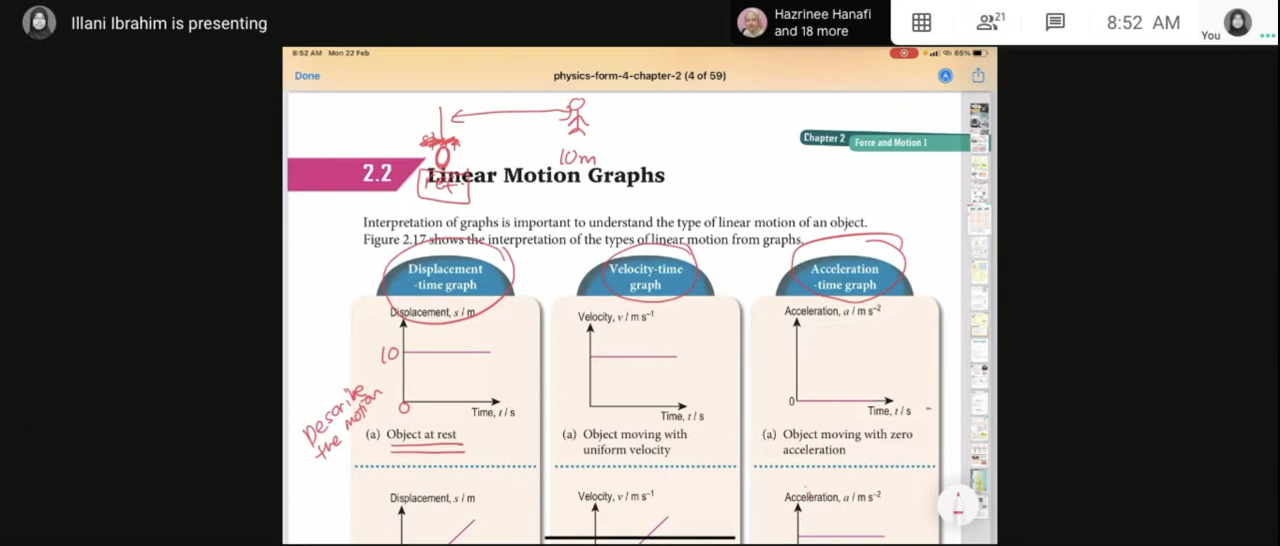 Illani Ibrahim is presenting
Hazrinee Hanafi
and 18 more
21
8:52 AM
You
8:52 AM Mon 22 Feb
65%
Done
physics-form-4-chapter-2 (4 of 59)
Chapter 2 Force and Motion I
10m
2.2 Linear Motion Graphs
ref
Interpretation of graphs is important to understand the type of linear motion of an object.
Figure 2.17 shows the interpretation of the types of linear motion from graphs.
Displacement
-time graph
Velocity-time
graph
Acceleration
-time graph
Displacement, s / m
Velocity, v / m s⁻¹
Acceleration, a / m s⁻²
10
0
0
Time, t / s
Time, t / s
Time, t / s
Describe
the motion
(a) Object at rest
(a) Object moving with
uniform velocity
(a) Object moving with zero
acceleration
Displacement, s / m
Velocity, v / m s⁻¹
Acceleration, a / m s⁻²